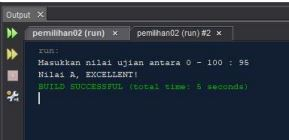 Output ×
pemilihan02 (run) × pemilihan02 (run) #2 ×
run:
Masukkan nilai ujian antara 0 - 100 : 95
Nilai A, EXCELLENT!
BUILD SUCCESSFUL (total time: 5 seconds)